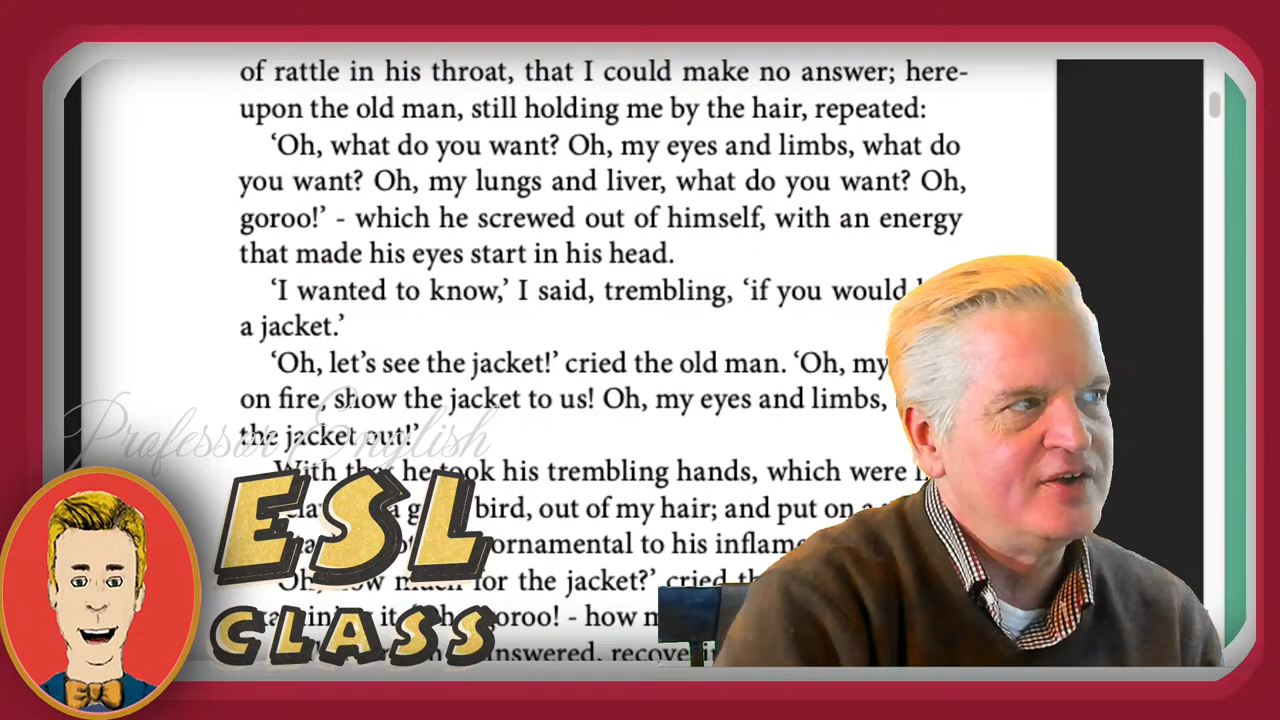 of rattle in his throat, that I could make no answer; here-
upon the old man, still holding me by the hair, repeated:
‘Oh, what do you want? Oh, my eyes and limbs, what do
you want? Oh, my lungs and liver, what do you want? Oh,
goroo!’ - which he screwed out of himself, with an energy
that made his eyes start in his head.
‘I wanted to know,’ I said, trembling, ‘if you would
a jacket.’
‘Oh, let’s see the jacket!’ cried the old man. ‘Oh, my
on fire, show the jacket to us! Oh, my eyes and limbs,
the jacket out!’
With that he took his trembling hands, which were
bird, out of my hair; and put on
ornamental to his
for the jacket?’ cried
how
answered,
Professor English
ESL
CLASS